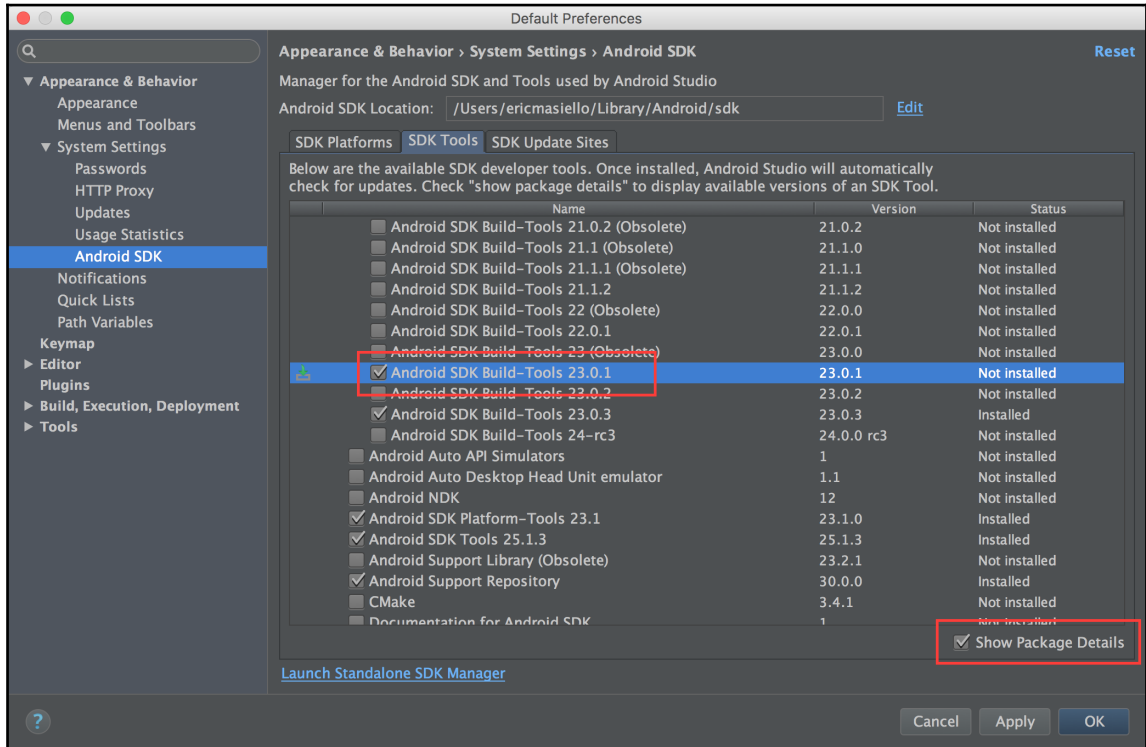 Default Preferences
Appearance & Behavior › System Settings › Android SDK
Reset
▼ Appearance & Behavior
Appearance
Menus and Toolbars
▼ System Settings
Passwords
HTTP Proxy
Updates
Usage Statistics
Android SDK
Notifications
Quick Lists
Path Variables
Keymap
▶ Editor
Plugins
▶ Build, Execution, Deployment
▶ Tools
Manager for the Android SDK and Tools used by Android Studio
Android SDK Location: /Users/ericmasiello/Library/Android/sdk Edit
SDK Platforms SDK Tools SDK Update Sites
Below are the available SDK developer tools. Once installed, Android Studio will automatically
check for updates. Check "show package details" to display available versions of an SDK Tool.
Name Version Status
Android SDK Build-Tools 21.0.2 (Obsolete) 21.0.2 Not installed
Android SDK Build-Tools 21.1 (Obsolete) 21.1.0 Not installed
Android SDK Build-Tools 21.1.1 (Obsolete) 21.1.1 Not installed
Android SDK Build-Tools 21.1.2 21.1.2 Not installed
Android SDK Build-Tools 22 (Obsolete) 22.0.0 Not installed
Android SDK Build-Tools 22.0.1 22.0.1 Not installed
Android SDK Build-Tools 23 (Obsolete) 23.0.0 Not installed
Android SDK Build-Tools 23.0.1 23.0.1 Not installed
Android SDK Build-Tools 23.0.2 23.0.2 Not installed
Android SDK Build-Tools 23.0.3 23.0.3 Installed
Android SDK Build-Tools 24-rc3 24.0.0 rc3 Not installed
Android Auto API Simulators 1 Not installed
Android Auto Desktop Head Unit emulator 1.1 Not installed
Android NDK 12 Not installed
Android SDK Platform-Tools 23.1 23.1.0 Installed
Android SDK Tools 25.1.3 25.1.3 Installed
Android Support Library (Obsolete) 23.2.1 Not installed
Android Support Repository 30.0.0 Installed
CMake 3.4.1 Not installed
Documentation for Android SDK 1 Not installed
Show Package Details
Launch Standalone SDK Manager
? Cancel Apply OK